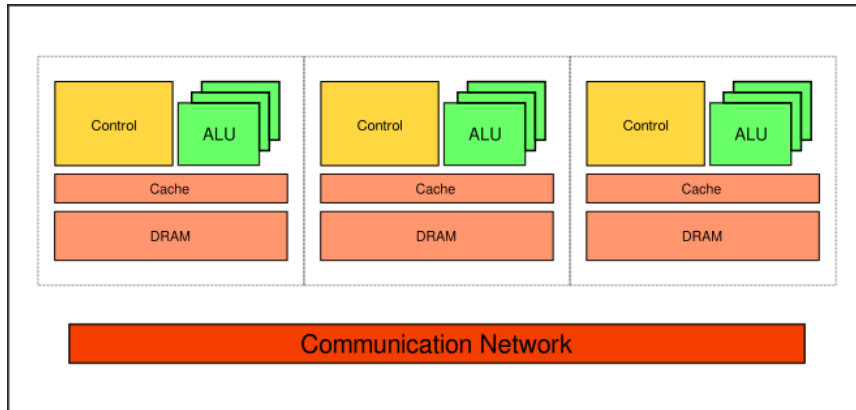 Control
ALU
Control
ALU
Control
ALU
Cache
Cache
Cache
DRAM
DRAM
DRAM
Communication Network